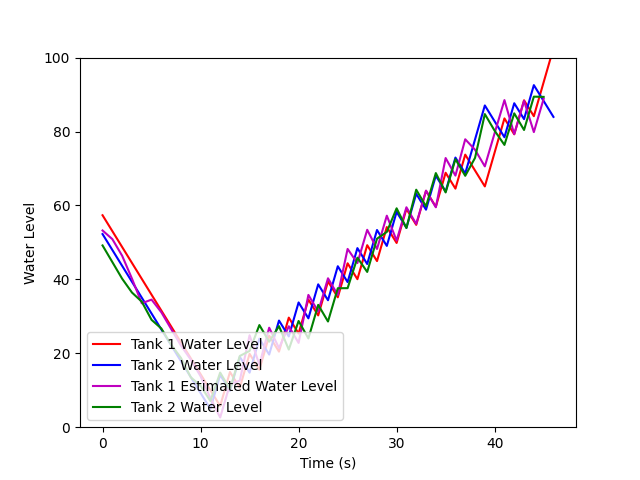 100
80
60
40
20
0
Water Level
Tank 1 Water Level
Tank 2 Water Level
Tank 1 Estimated Water Level
Tank 2 Water Level
0 10 20 30 40
Time (s)